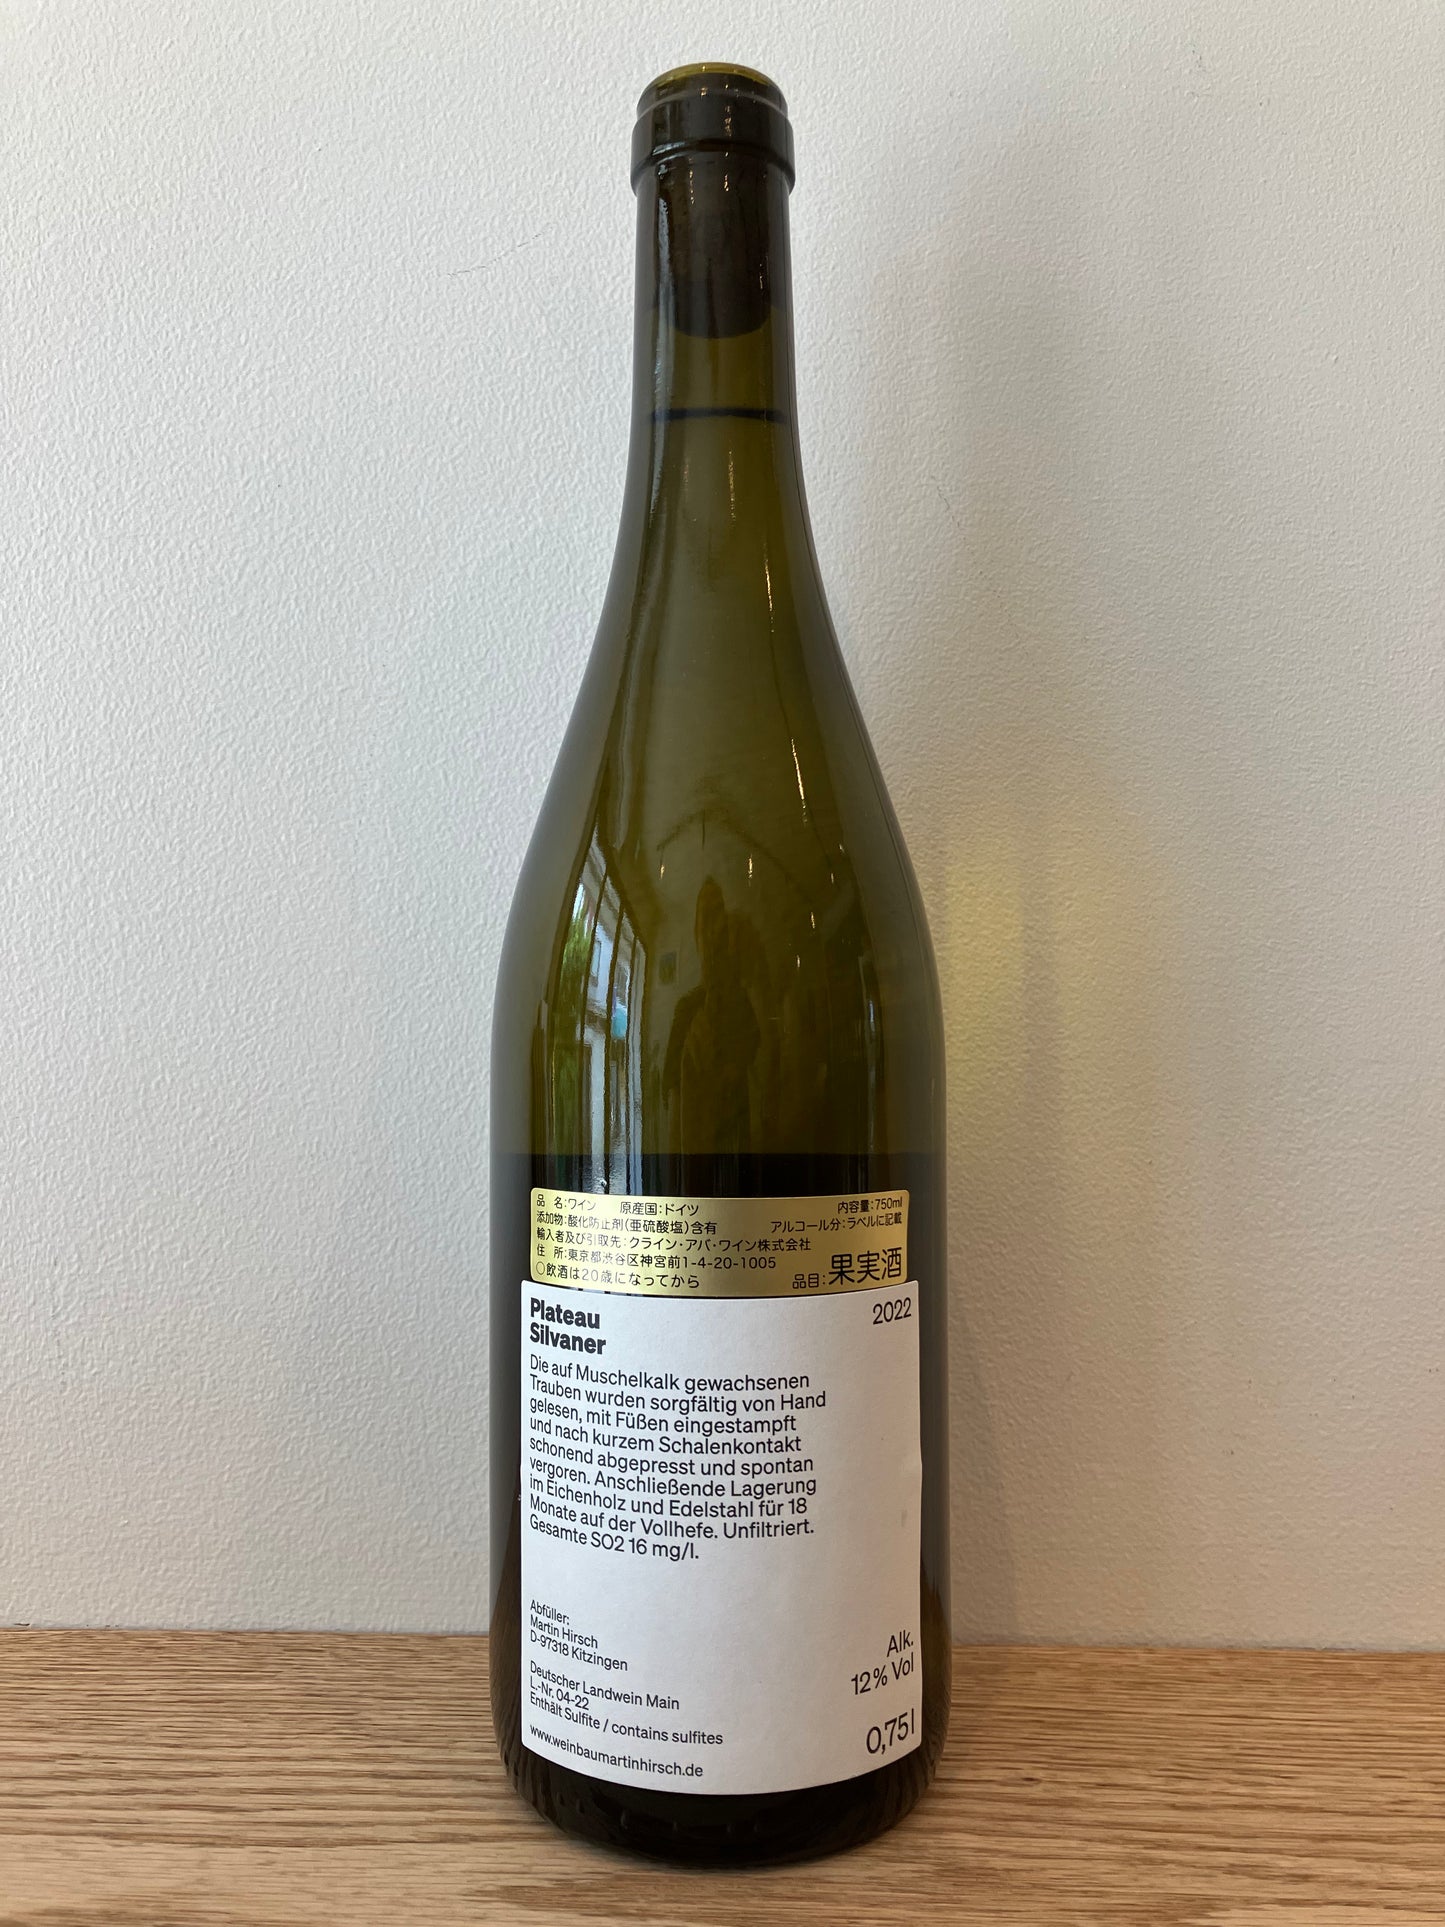 品　名:ワイン　原産国:ドイツ　内容量:750ml
添加物:酸化防止剤(亜硫酸塩)含有　アルコール分:ラベルに記載
輸入者及び引取先:クライン・アバ・ワイン株式会社
住　所:東京都渋谷区神宮前1-4-20-1005
○飲酒は20歳になってから　品目:果実酒
Plateau
Silvaner
2022
Die auf Muschelkalk gewachsenen
Trauben wurden sorgfältig von Hand
gelesen, mit Füßen eingestampft
und nach kurzem Schalenkontakt
schonend abgepresst und spontan
vergoren. Anschließende Lagerung
im Eichenholz und Edelstahl für 18
Monate auf der Vollhefe. Unfiltriert.
Gesamte SO2 16 mg/l.
Abfüller:
Martin Hirsch
D-97318 Kitzingen
Deutscher Landwein Main
L.-Nr. 04-22
Enthält Sulfite / contains sulfites
www.weinbaumartinhirsch.de
Alk.
12% Vol
0,75l